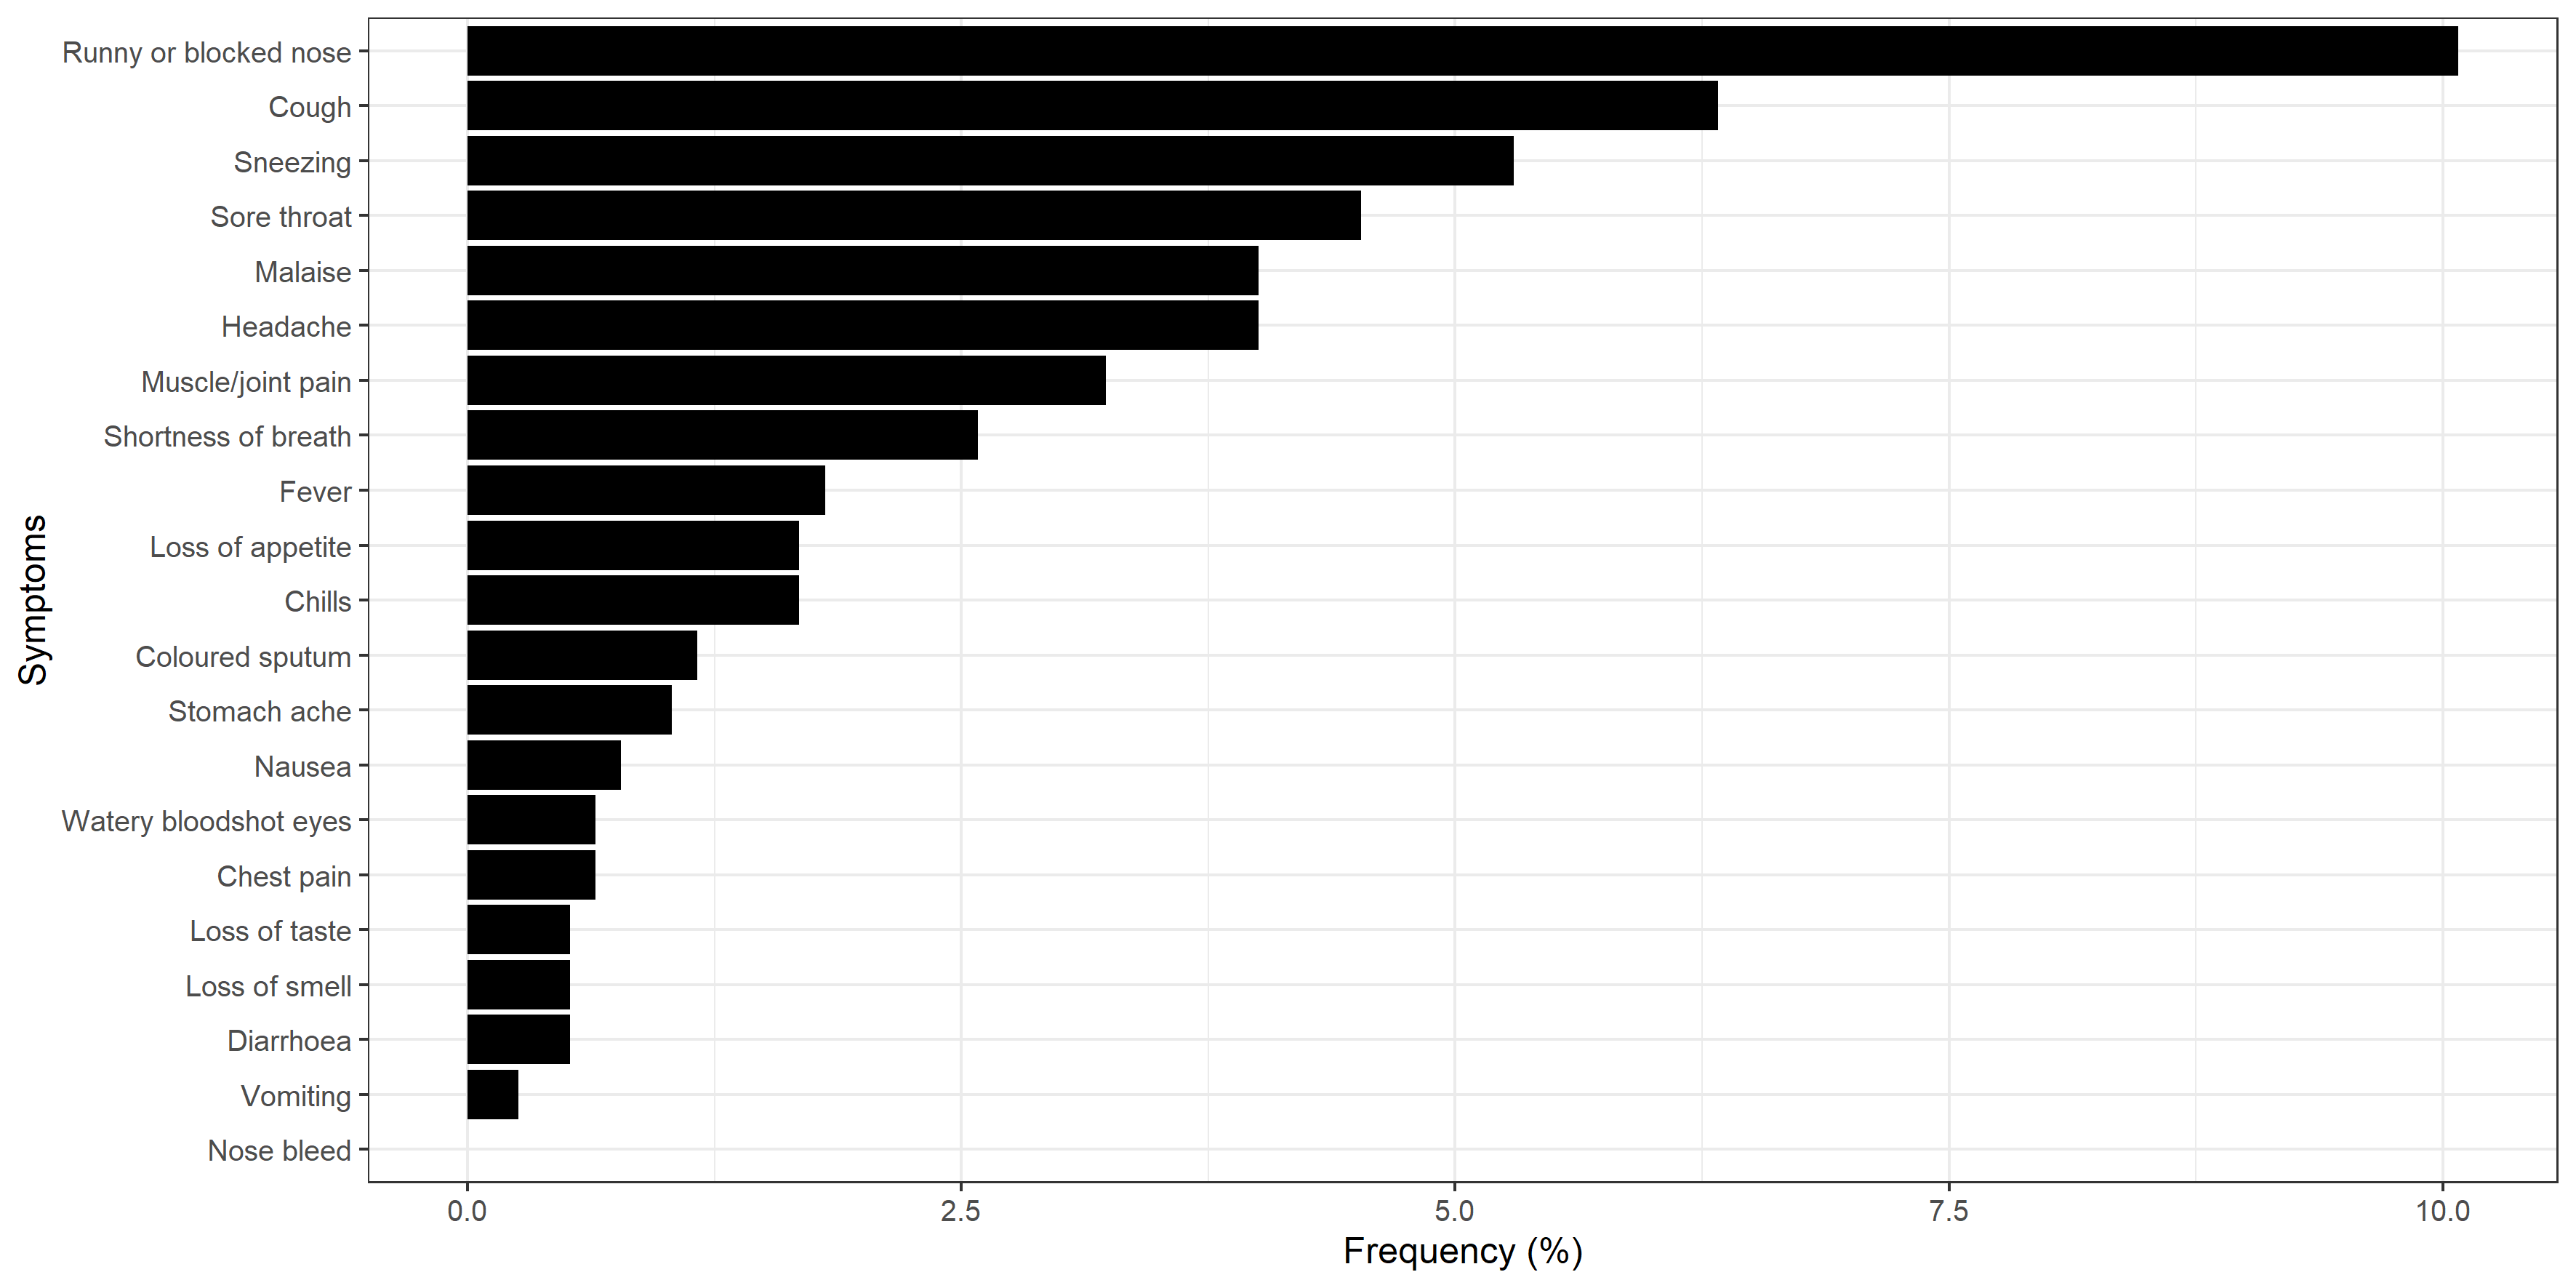 Runny or blocked nose
Cough
Sneezing
Sore throat
Malaise
Headache
Muscle/joint pain
Shortness of breath
Fever
Loss of appetite
Chills
Coloured sputum
Stomach ache
Nausea
Watery bloodshot eyes
Chest pain
Loss of taste
Loss of smell
Diarrhoea
Vomiting
Nose bleed
Symptoms
0.0 2.5 5.0 7.5 10.0
Frequency (%)